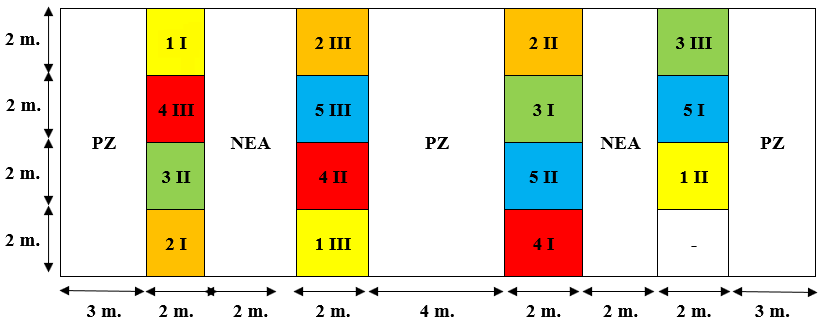 2 m. 1 I 2 III 2 II 3 III
2 m. 4 III 5 III 3 I 5 I
PZ NEA PZ NEA PZ
2 m. 3 II 4 II 5 II 1 II
2 m. 2 I 1 III 4 I -
3 m. 2 m. 2 m. 2 m. 4 m. 2 m. 2 m. 2 m. 3 m.